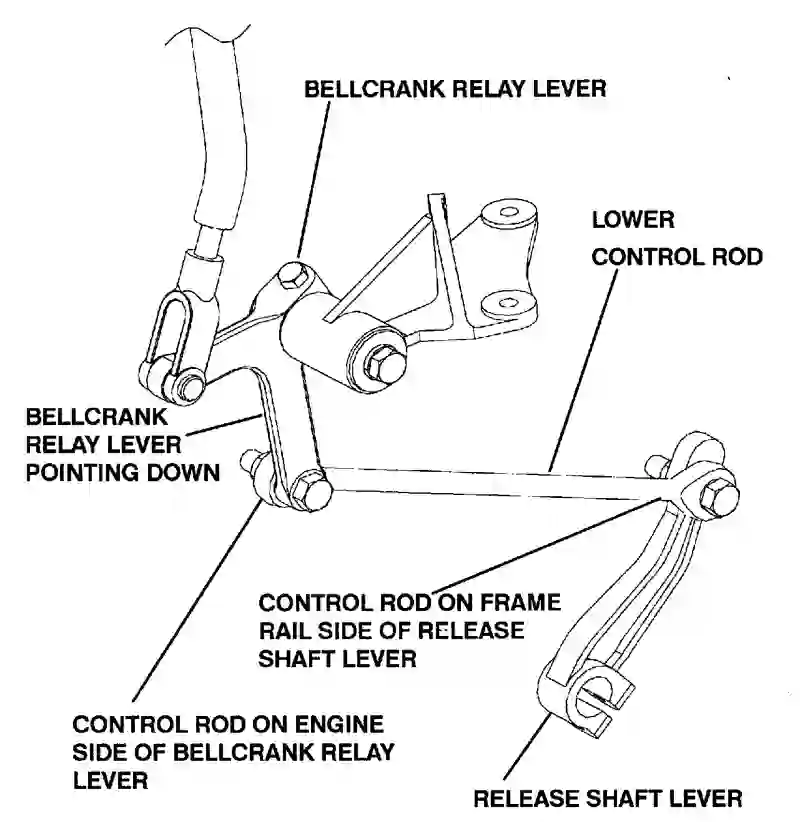 BELLCRANK RELAY LEVER
LOWER
CONTROL ROD
BELLCRANK
RELAY LEVER
POINTING DOWN
CONTROL ROD ON FRAME
RAIL SIDE OF RELEASE
SHAFT LEVER
CONTROL ROD ON ENGINE
SIDE OF BELLCRANK RELAY
LEVER
RELEASE SHAFT LEVER